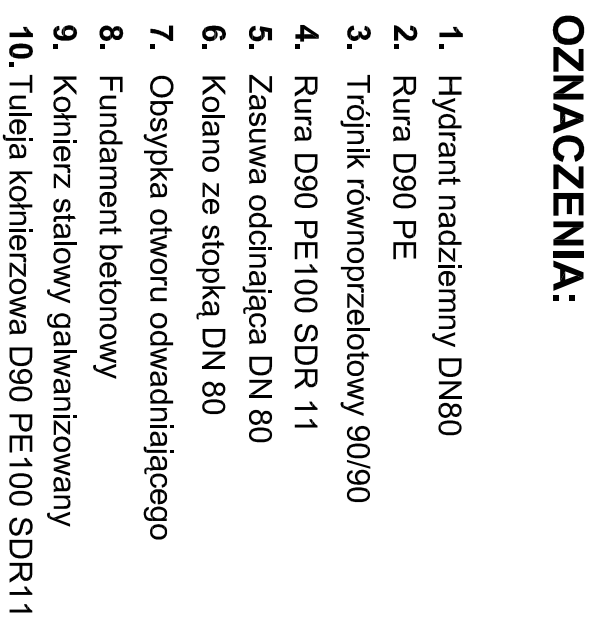 OZNACZENIA:
1. Hydrant nadziemny DN80
2. Rura D90 PE
3. Trójnik równoprzelotowy 90/90
4. Rura D90 PE100 SDR 11
5. Zasuwa odcinająca DN 80
6. Kolano ze stopką DN 80
7. Obsypka otworu odwadniającego
8. Fundament betonowy
9. Kołnierz stalowy galwanizowany
10. Tuleja kołnierzowa D90 PE100 SDR11